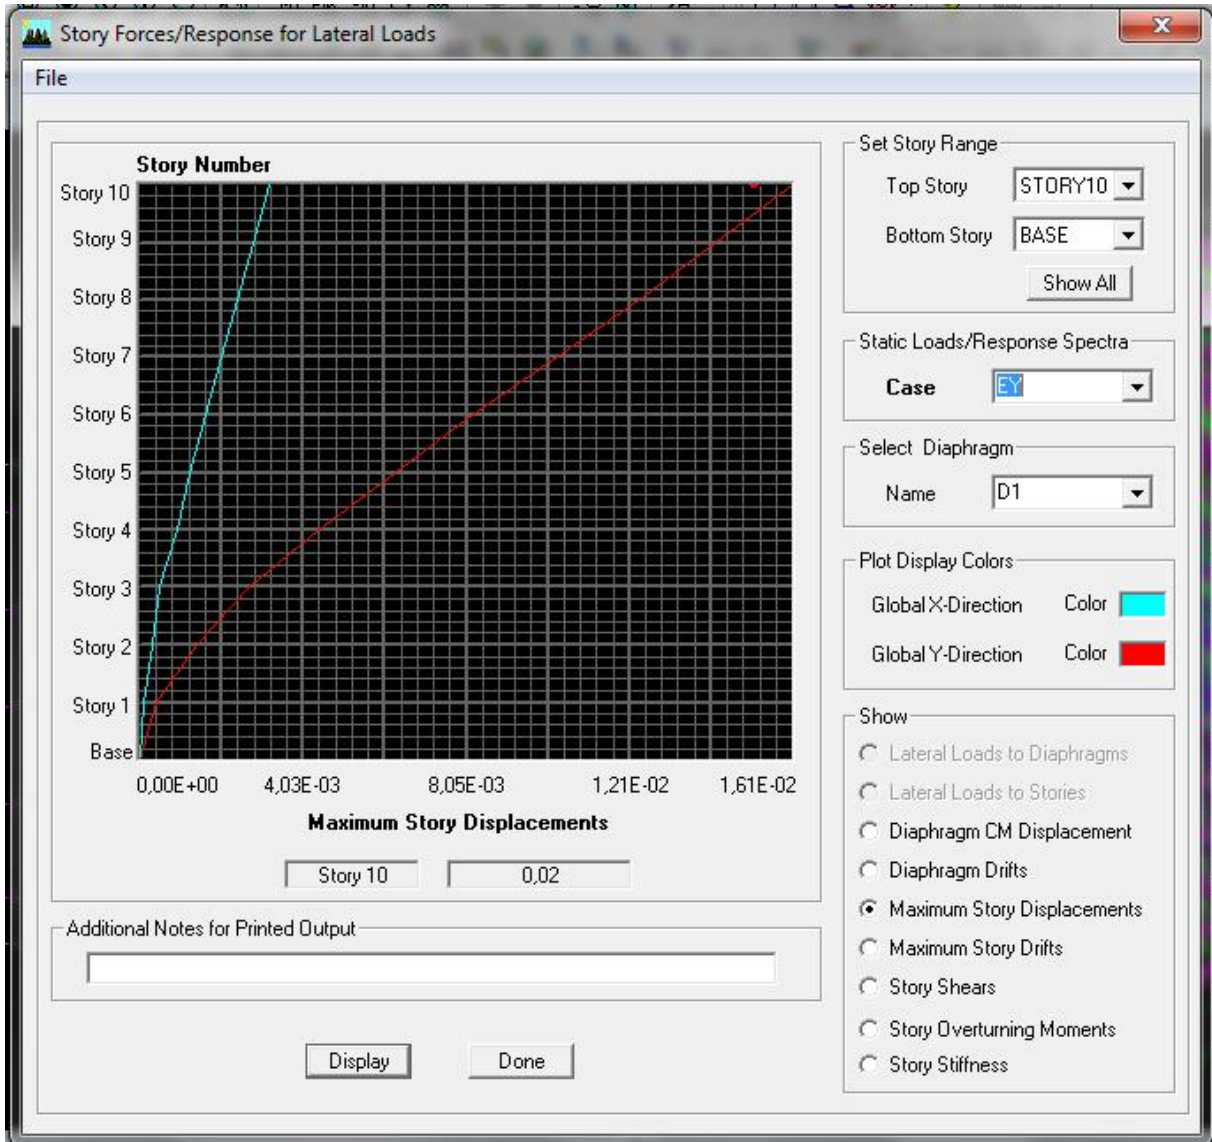 Story Forces/Response for Lateral Loads
X
File
Story Number
Story 10
Story 9
Story 8
Story 7
Story 6
Story 5
Story 4
Story 3
Story 2
Story 1
Base
0,00E+00 4,03E-03 8,05E-03 1,21E-02 1,61E-02
Maximum Story Displacements
Story 10 0,02
Additional Notes for Printed Output
Display Done
Set Story Range
Top Story STORY10
Bottom Story BASE
Show All
Static Loads/Response Spectra
Case EY
Select Diaphragm
Name D1
Plot Display Colors
Global X-Direction Color
Global Y-Direction Color
Show
Lateral Loads to Diaphragms
Lateral Loads to Stories
Diaphragm CM Displacement
Diaphragm Drifts
Maximum Story Displacements
Maximum Story Drifts
Story Shears
Story Overturning Moments
Story Stiffness